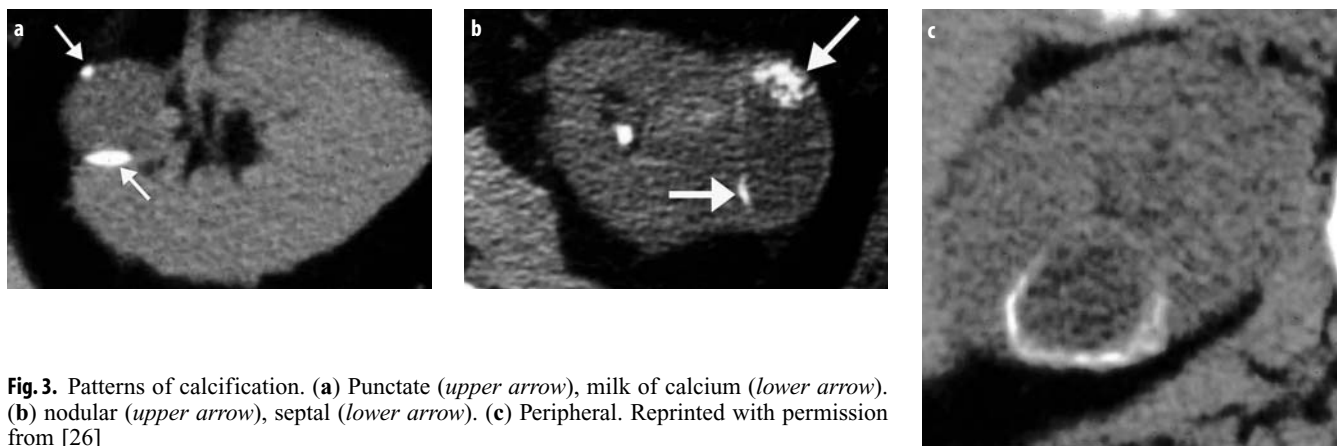 a
b
c
Fig. 3. Patterns of calcification. (a) Punctate (upper arrow), milk of calcium (lower arrow).
(b) nodular (upper arrow), septal (lower arrow). (c) Peripheral. Reprinted with permission
from [26]